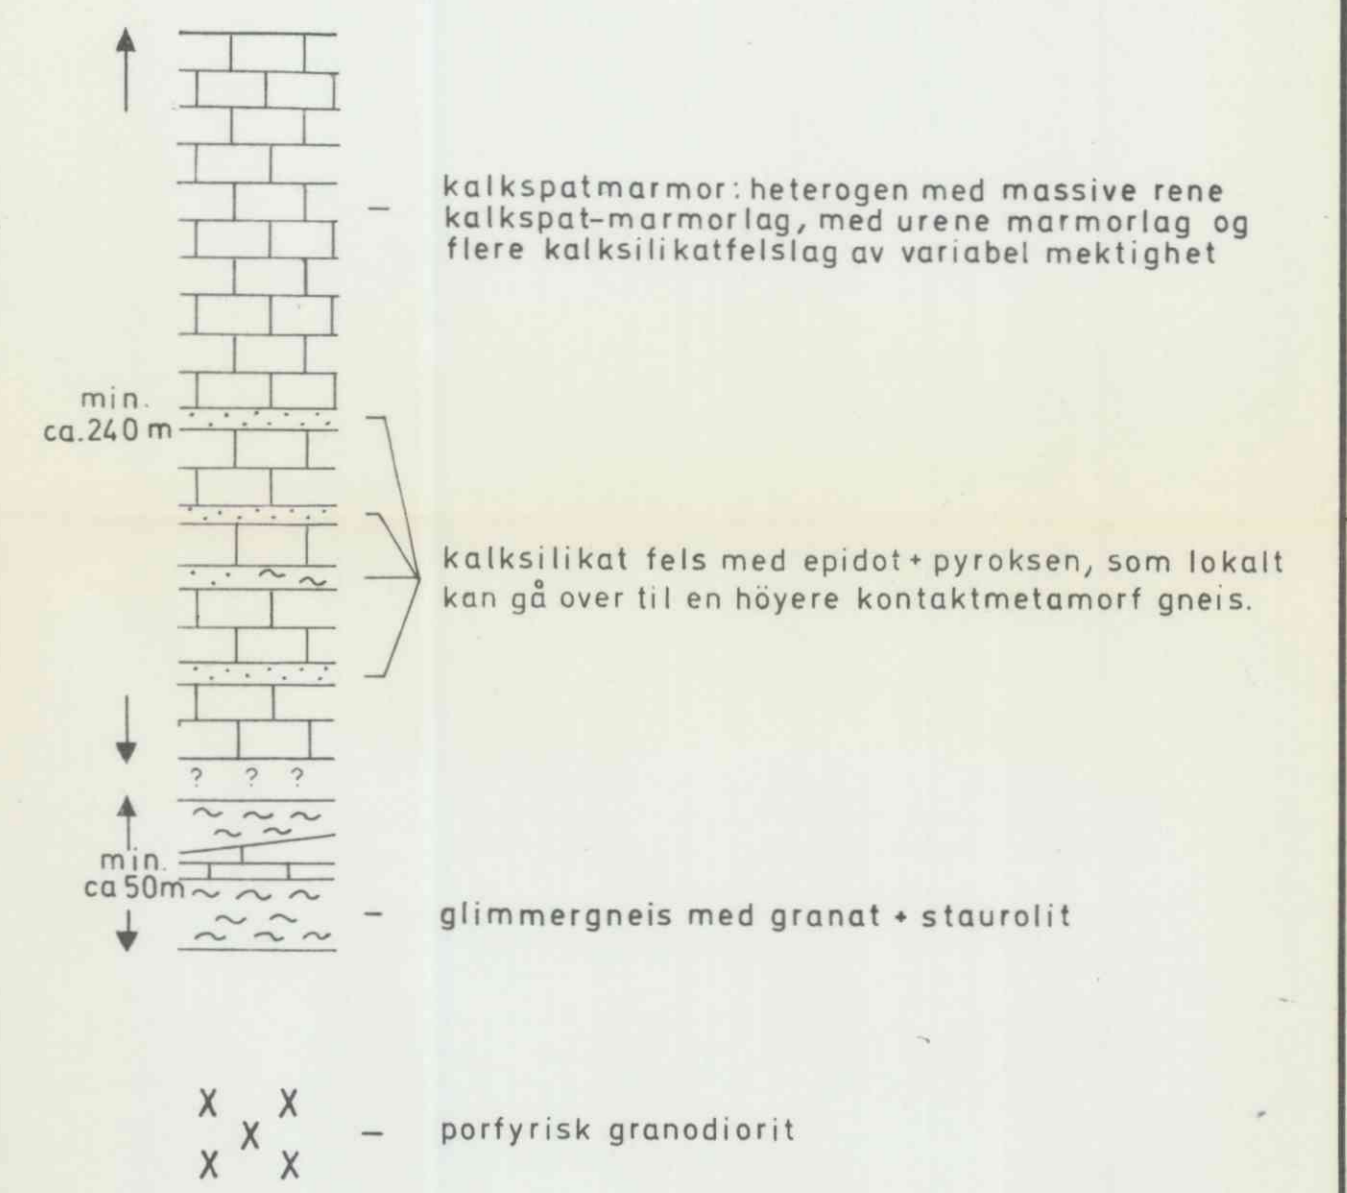 kalkspatmarmor: heterogen med massive rene
kalkspat-marmorlag, med urene marmorlag og
flere kalksilikatfelslag av variabel mektighet
min.
ca.240 m
kalksilikat fels med epidot + pyroksen, som lokalt
kan gå over til en höyere kontaktmetamorf gneis.
? ? ?
min.
ca 50m
glimmergneis med granat + staurolit
X X
X
X X
porfyrisk granodiorit